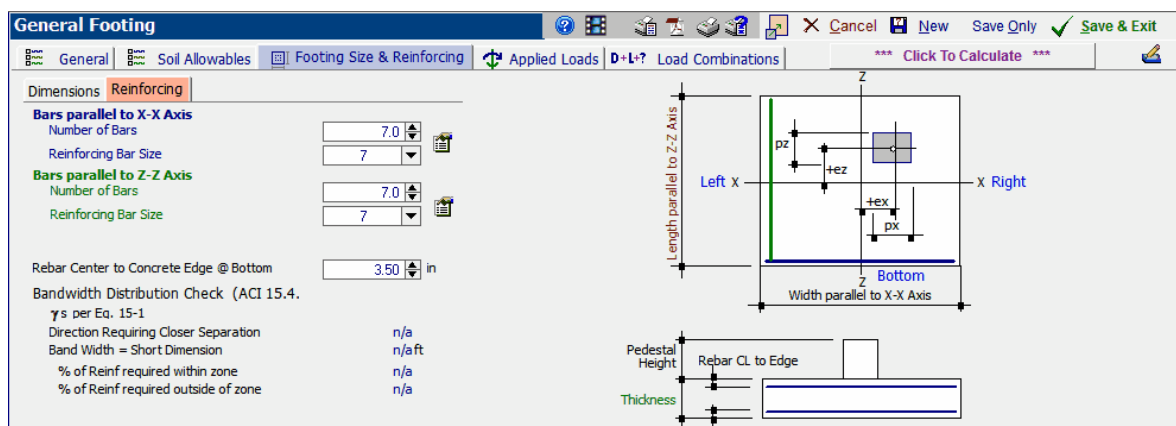 General Footing
Cancel New Save Only Save & Exit
General Soil Allowables Footing Size & Reinforcing Applied Loads D+L+? Load Combinations *** Click To Calculate ***
Dimensions Reinforcing
Bars parallel to X-X Axis
Number of Bars 7.0
Reinforcing Bar Size 7
Bars parallel to Z-Z Axis
Number of Bars 7.0
Reinforcing Bar Size 7
Rebar Center to Concrete Edge @ Bottom 3.50 in
Bandwidth Distribution Check (ACI 15.4.
γs per Eq. 15-1
Direction Requiring Closer Separation n/a
Band Width = Short Dimension n/a ft
% of Reinf required within zone n/a
% of Reinf required outside of zone n/a
Z
Length parallel to Z-Z Axis
pz
+ez
Left X X Right
+ex
px
Z Bottom
Width parallel to X-X Axis
Pedestal
Height
Rebar CL to Edge
Thickness